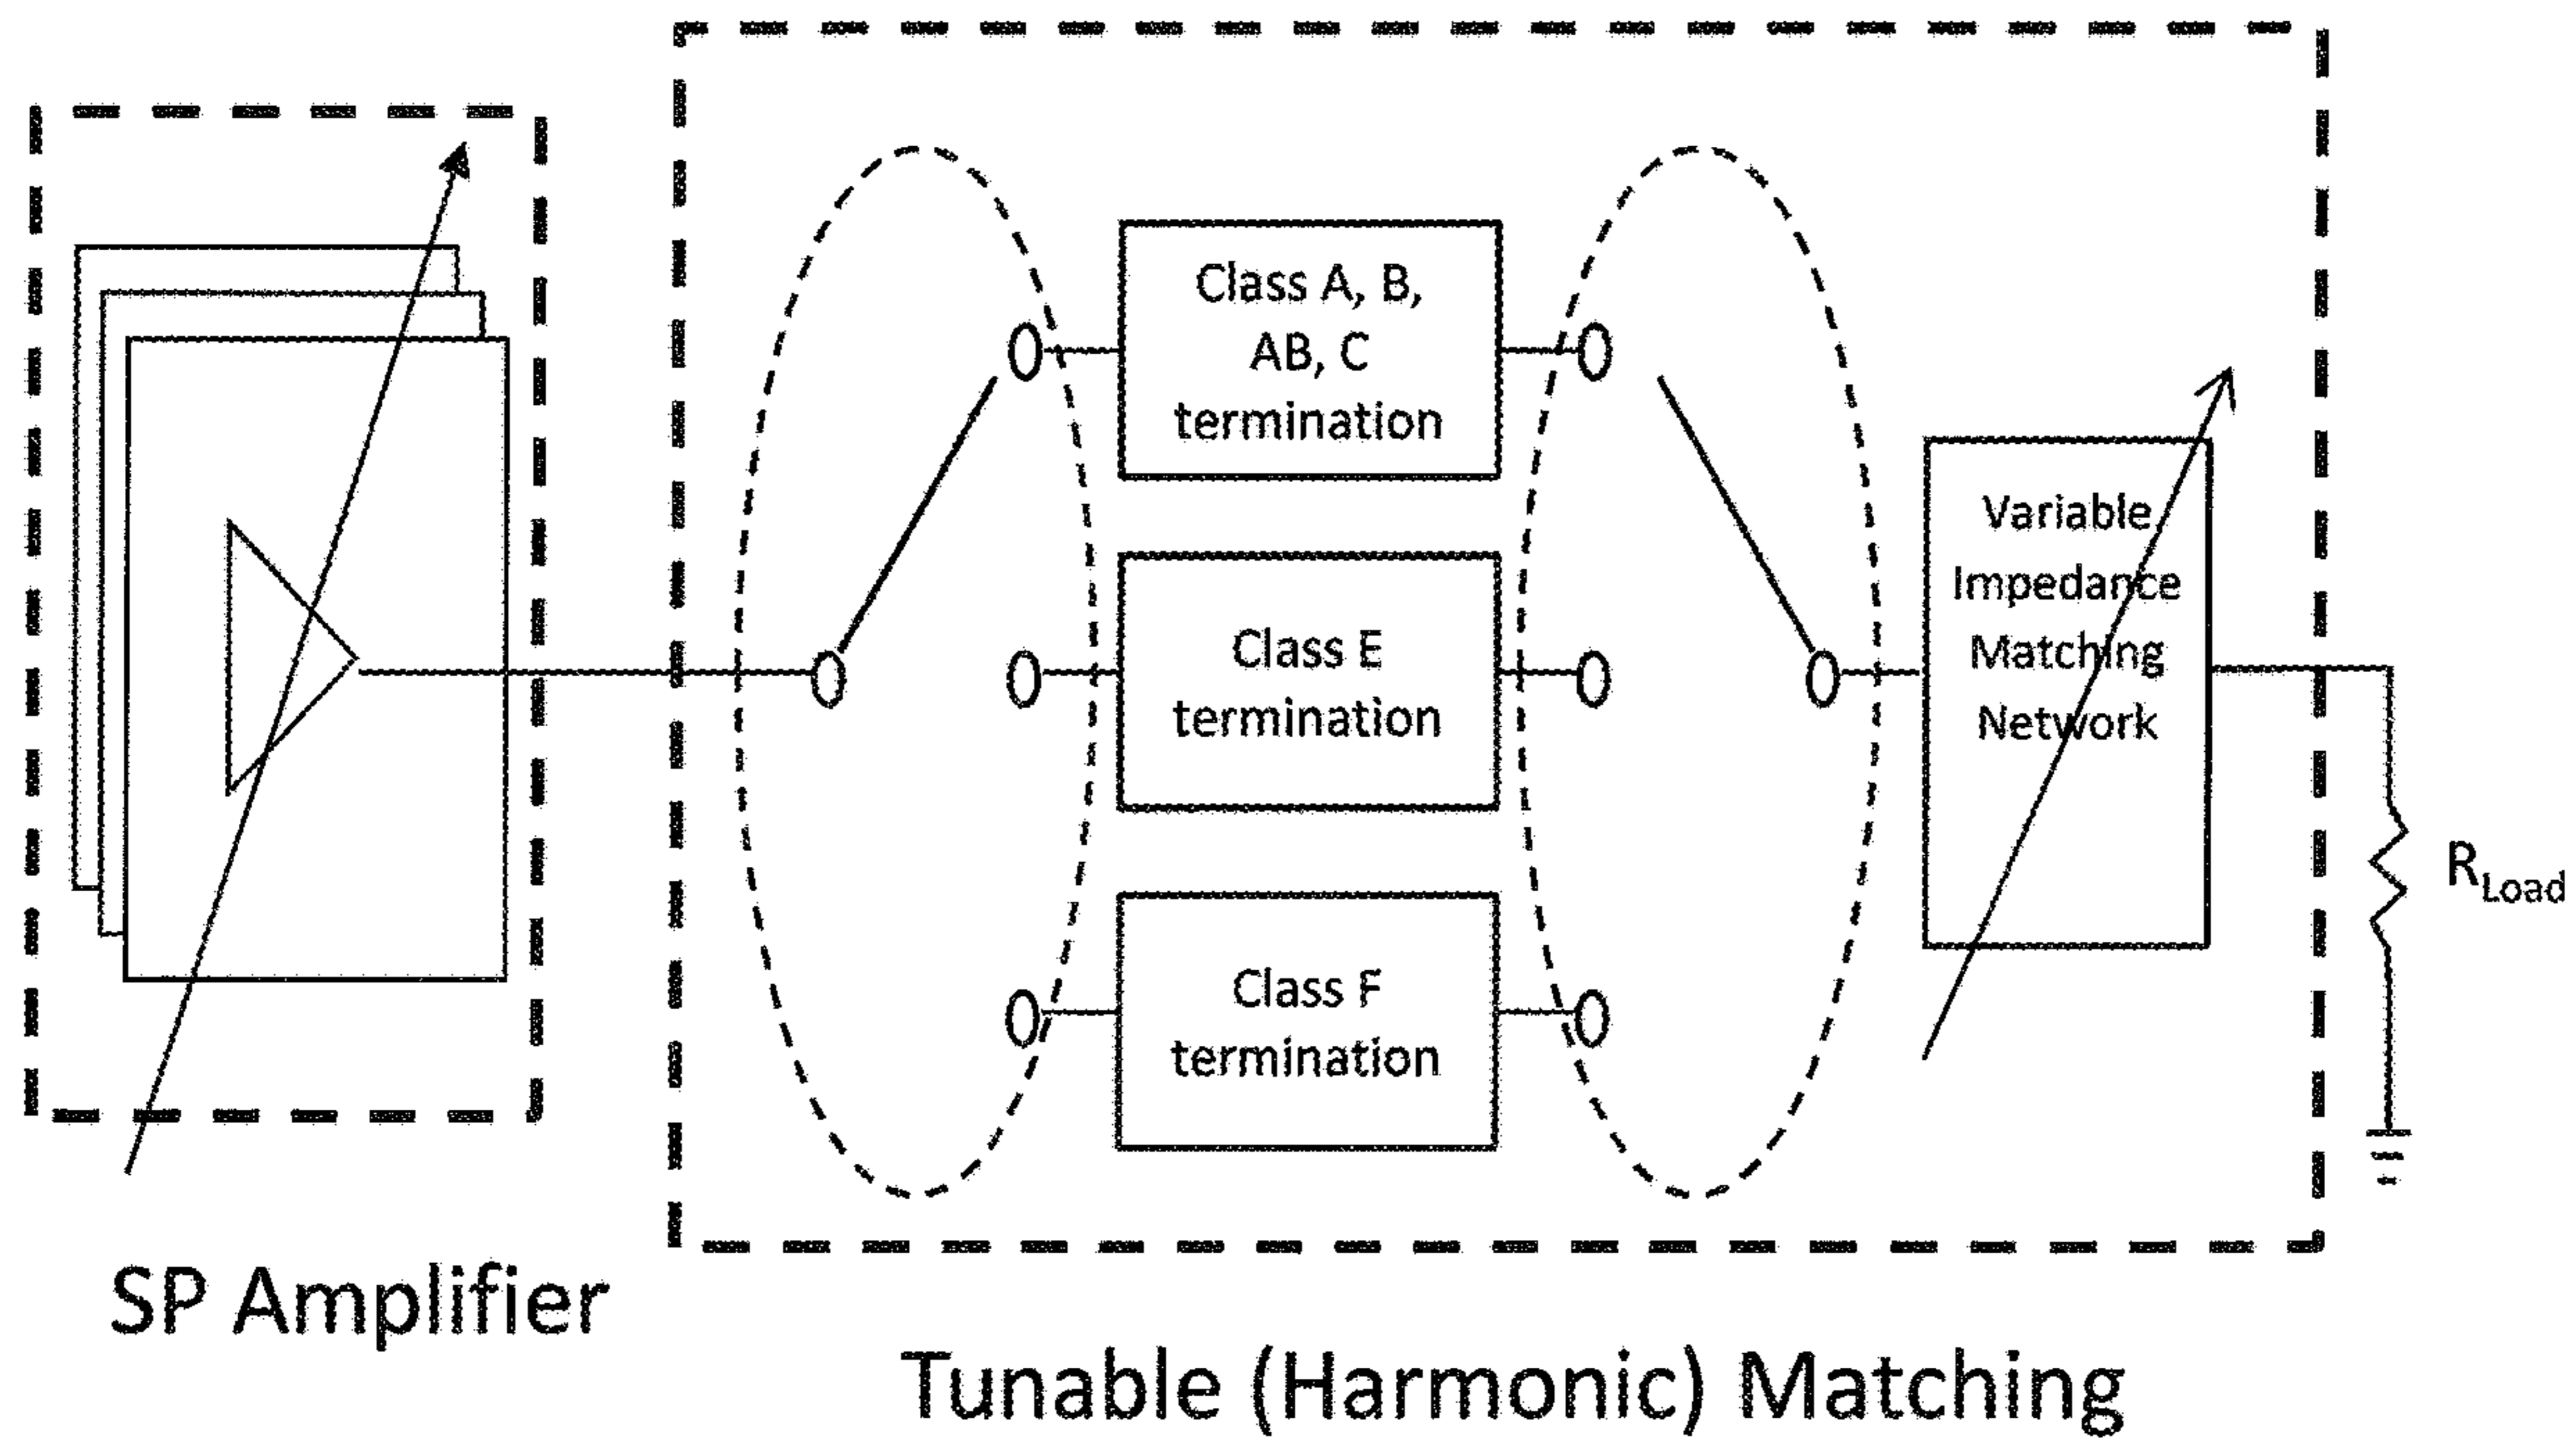 Class A, B,
AB, C
termination
Class E
termination
Class F
termination
Variable
Impedance
Matching
Network
RLoad
SP Amplifier
Tunable (Harmonic) Matching